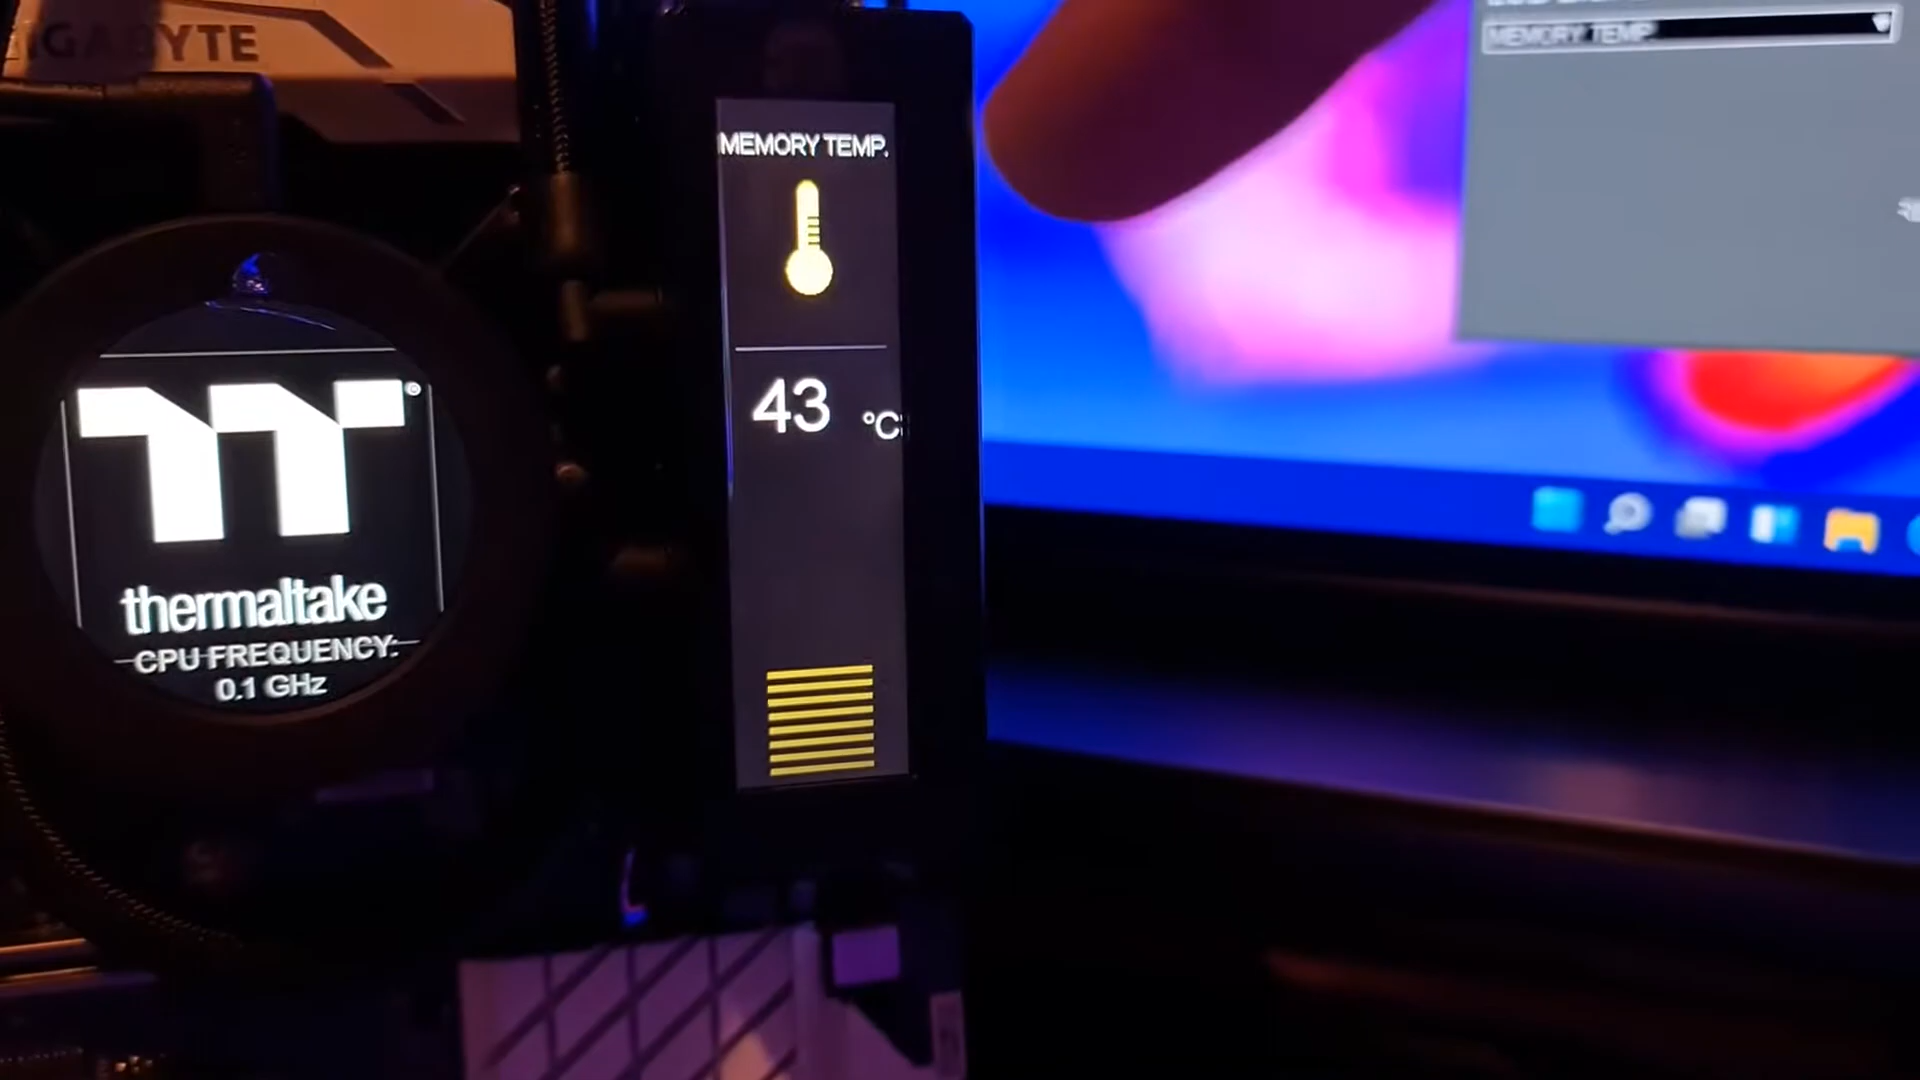 GIGABYTE
MEMORY TEMP.
43 °C
thermaltake
CPU FREQUENCY:
0.1 GHz
MEMORY TEMP.